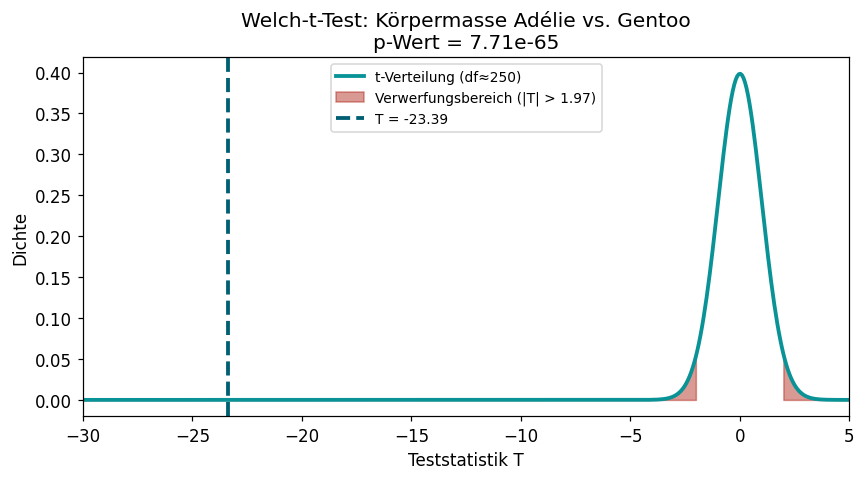 Welch-t-Test: Körpermasse Adélie vs. Gentoo
p-Wert = 7.71e-65
t-Verteilung (df≈250)
Verwerfungsbereich (|T| > 1.97)
T = -23.39
Dichte
0.40
0.35
0.30
0.25
0.20
0.15
0.10
0.05
0.00
−30
−25
−20
−15
−10
−5
0
5
Teststatistik T